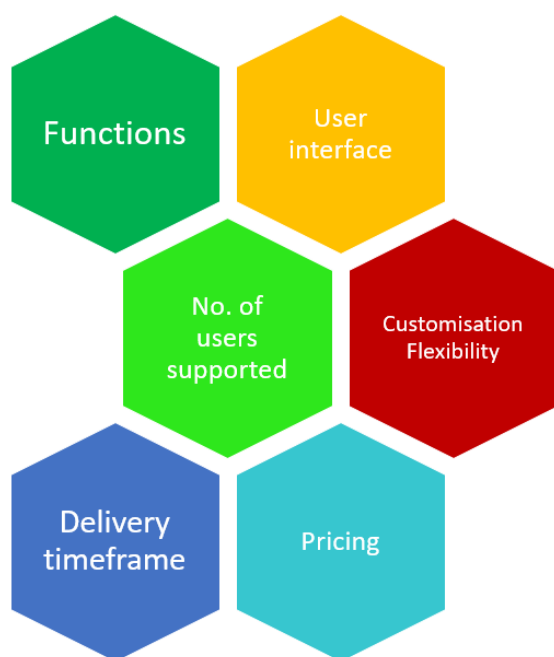 Functions
User
interface
No. of
users
supported
Customisation
Flexibility
Delivery
timeframe
Pricing